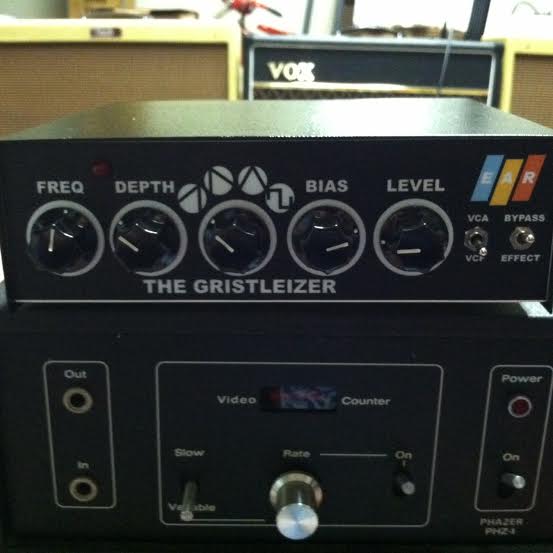 VOX
FREQ DEPTH BIAS LEVEL
EAR
VCA BYPASS
VCF EFFECT
THE GRISTLEIZER
Out
In
Video Counter
Slow Rate On
Variable
Power
On
PHAZER
PHZ-1